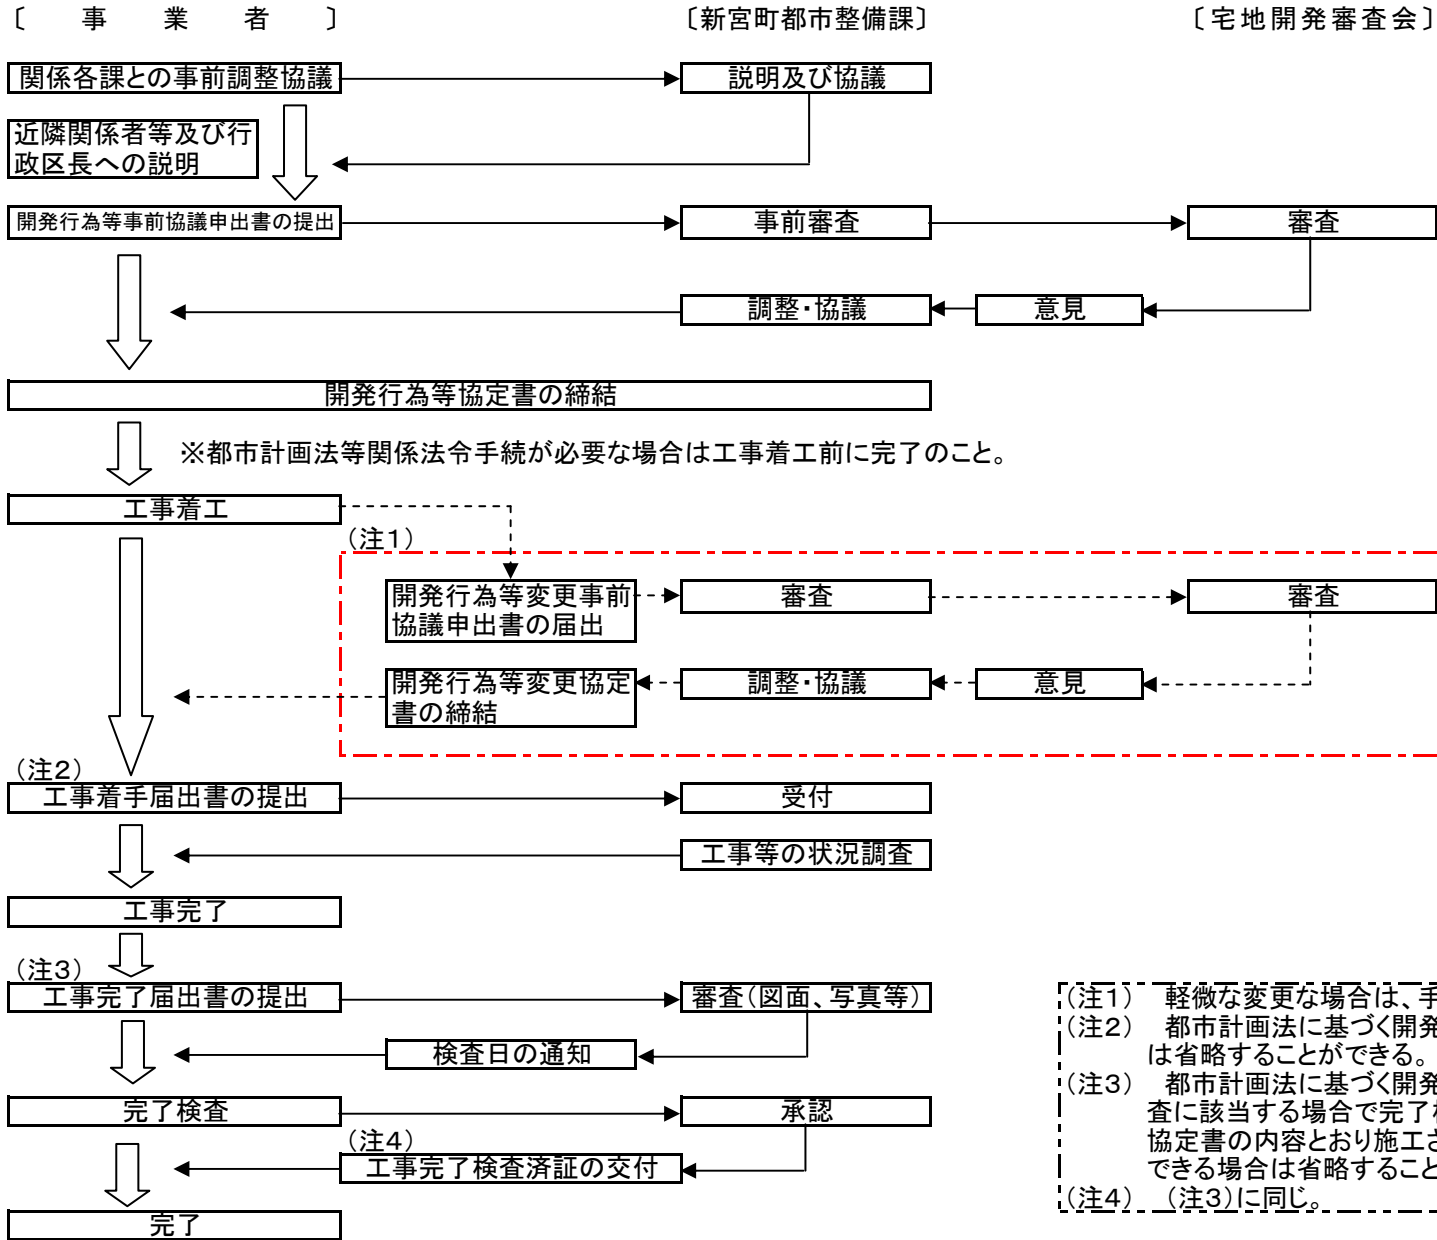 〔　事　業　者　〕　〔新宮町都市整備課〕　〔宅地開発審査会〕
関係各課との事前調整協議　説明及び協議
近隣関係者等及び行
政区長への説明
開発行為等事前協議申出書の提出　事前審査　審査
調整・協議　意見
開発行為等協定書の締結
※都市計画法等関係法令手続が必要な場合は工事着工前に完了のこと。
工事着工
（注1）
開発行為等変更事前
協議申出書の届出
審査　審査
開発行為等変更協定
書の締結
調整・協議　意見
（注2）
工事着手届出書の提出　受付
工事等の状況調査
工事完了
（注3）
工事完了届出書の提出　審査（図面、写真等）
検査日の通知
完了検査　承認
（注4）
工事完了検査済証の交付
完了
（注1）　軽微な変更な場合は、手
（注2）　都市計画法に基づく開発
は省略することができる。
（注3）　都市計画法に基づく開発
査に該当する場合で完了
協定書の内容とおり施工さ
できる場合は省略すること
（注4）　（注3）に同じ。